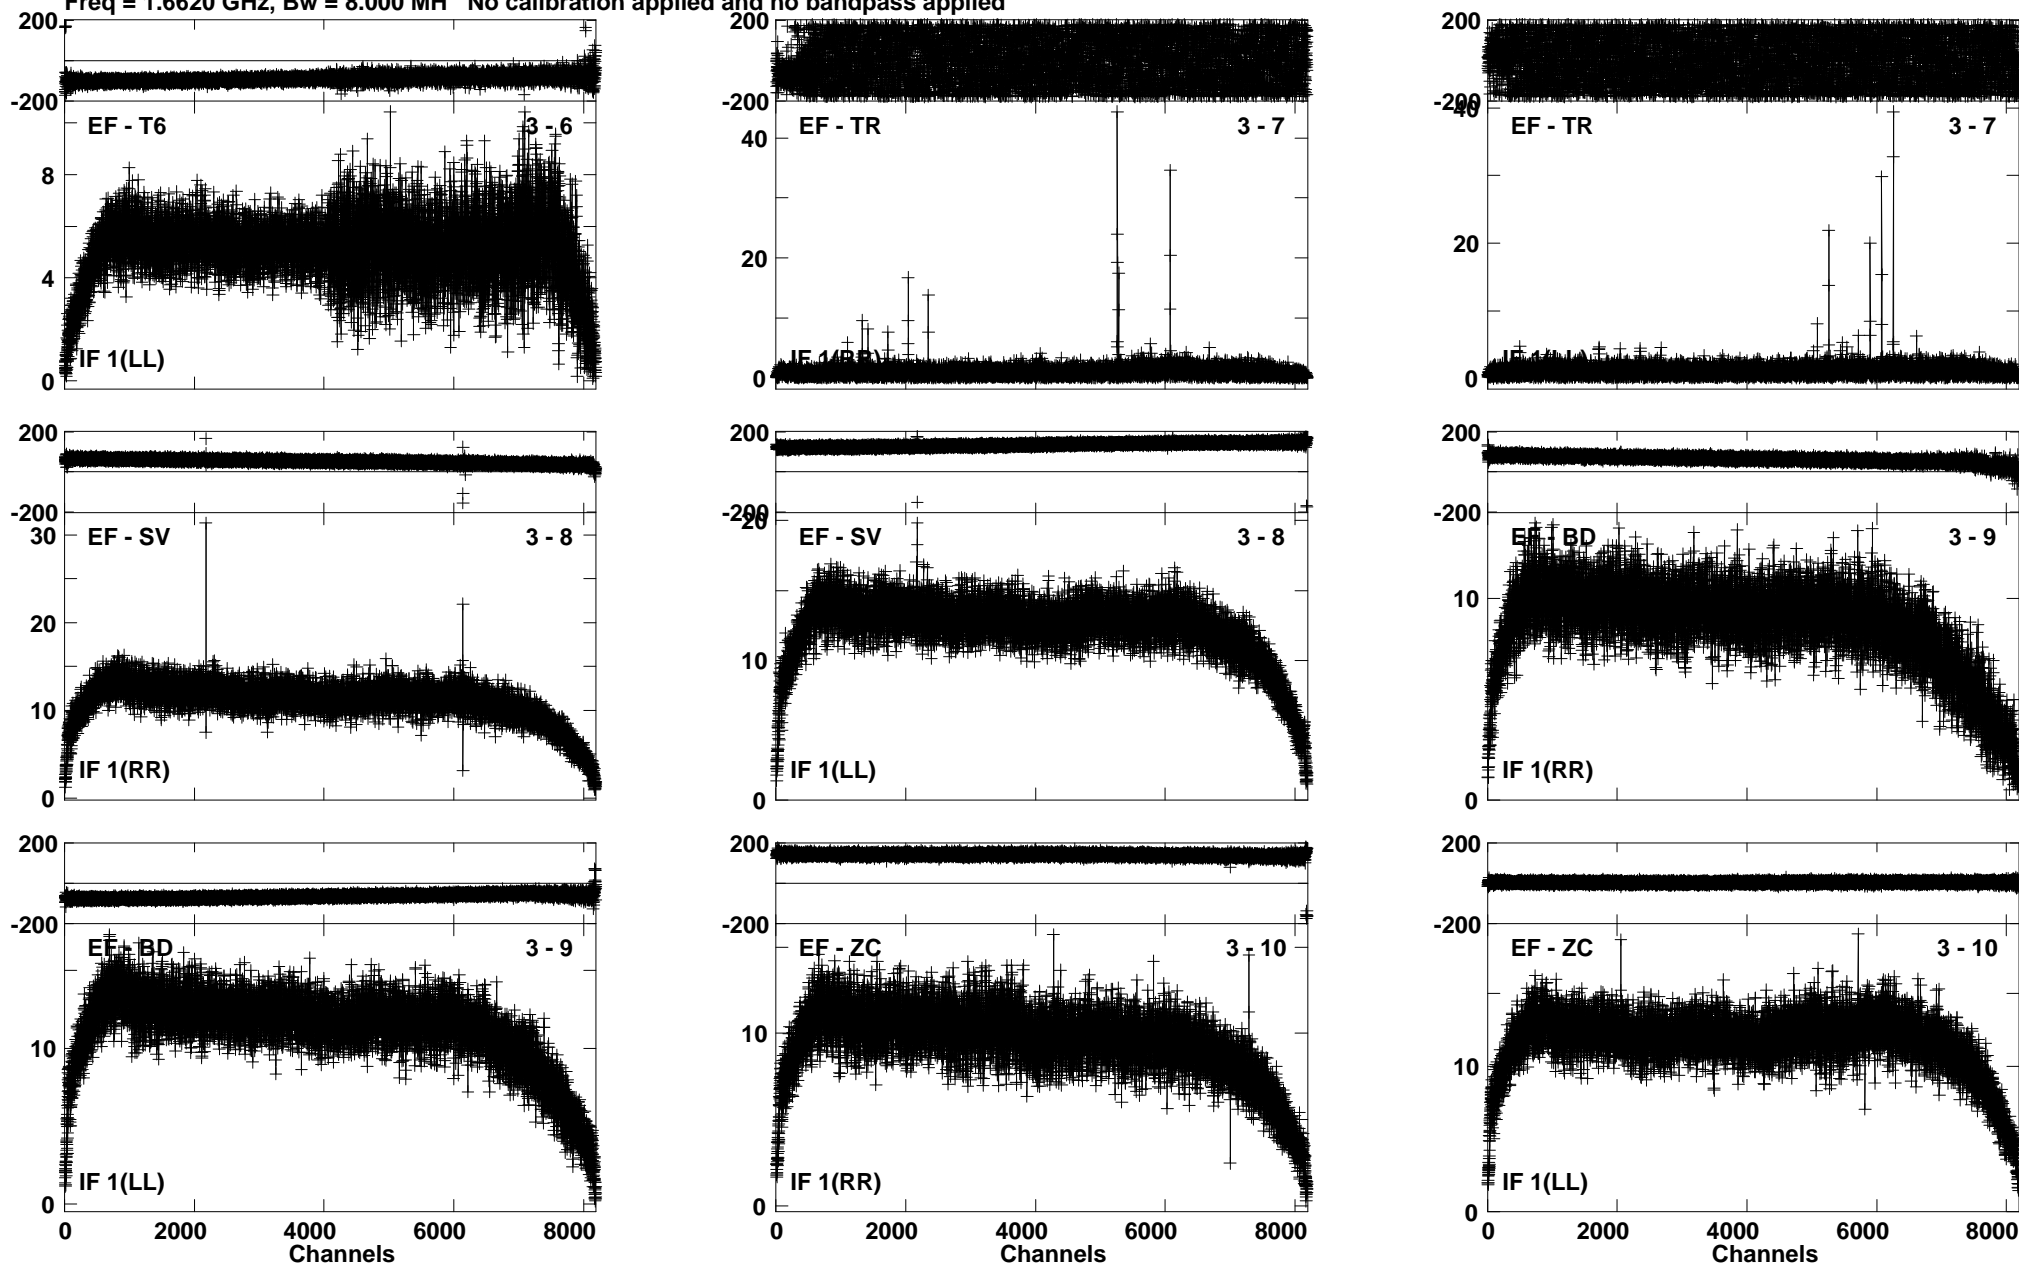 Freq = 1.6620 GHz, Bw = 8.000 MH No calibration applied and no bandpass applied
200
-200
EF - T6 3 - 6
8
4
0
IF 1(LL)
200
-200
EF - TR 3 - 7
40
20
0
IF 1(RR)
200
-200
40
EF - TR 3 - 7
20
0
IF 1(LL)
200
-200
30
EF - SV 3 - 8
20
10
0
IF 1(RR)
200
-200
20
EF - SV 3 - 8
10
0
IF 1(LL)
200
-200
EF - BD 3 - 9
10
0
IF 1(RR)
200
-200
EF - BD 3 - 9
10
0
IF 1(LL)
0 2000 4000 6000 8000
Channels
200
-200
EF - ZC 3 - 10
10
0
IF 1(RR)
0 2000 4000 6000 8000
Channels
200
-200
EF - ZC 3 - 10
10
0
IF 1(LL)
0 2000 4000 6000 8000
Channels